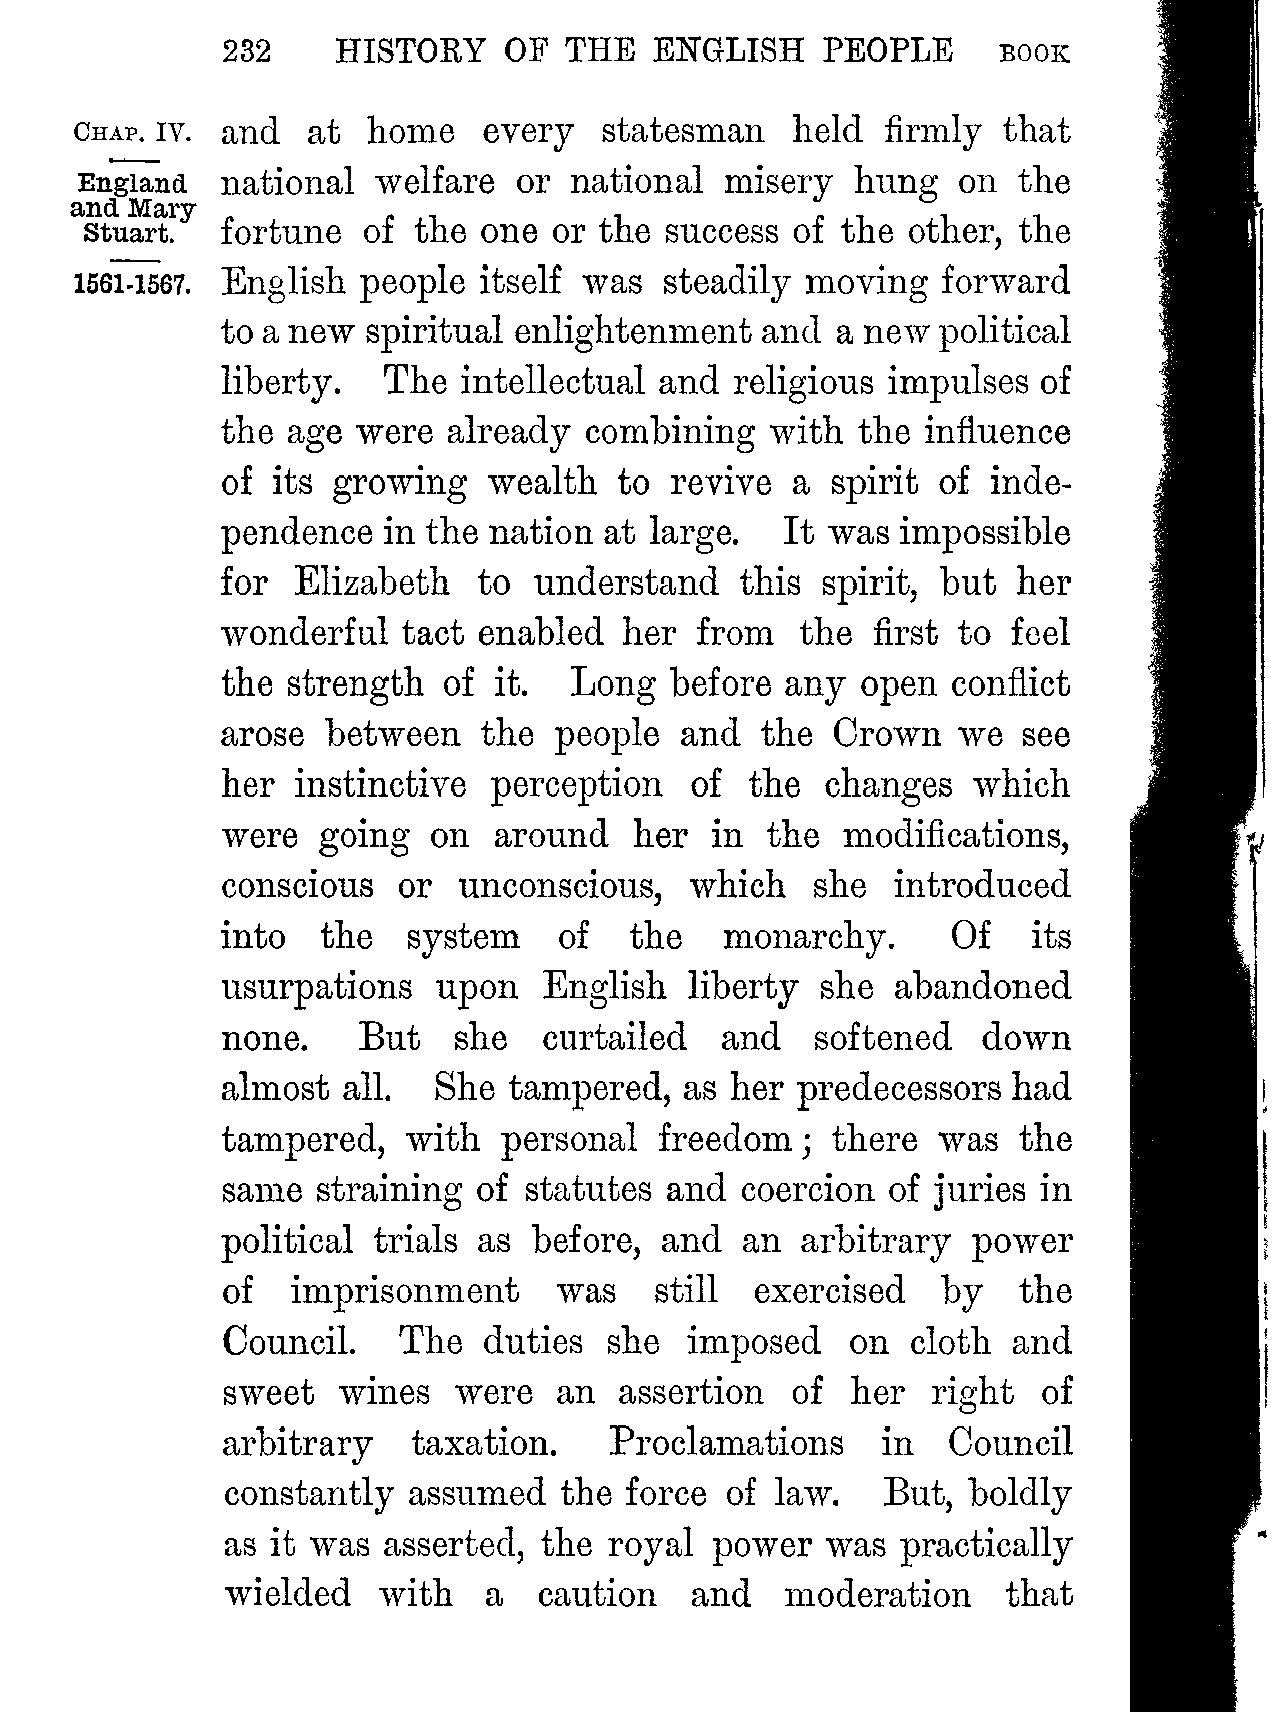 232 HISTORY OF THE ENGLISH PEOPLE BOOK
CHAP. IV.
England
and Mary
Stuart.
1561-1567.
and at home every statesman held firmly that
national welfare or national misery hung on the
fortune of the one or the success of the other, the
English people itself was steadily moving forward
to a new spiritual enlightenment and a new political
liberty. The intellectual and religious impulses of
the age were already combining with the influence
of its growing wealth to revive a spirit of inde-
pendence in the nation at large. It was impossible
for Elizabeth to understand this spirit, but her
wonderful tact enabled her from the first to feel
the strength of it. Long before any open conflict
arose between the people and the Crown we see
her instinctive perception of the changes which
were going on around her in the modifications,
conscious or unconscious, which she introduced
into the system of the monarchy. Of its
usurpations upon English liberty she abandoned
none. But she curtailed and softened down
almost all. She tampered, as her predecessors had
tampered, with personal freedom; there was the
same straining of statutes and coercion of juries in
political trials as before, and an arbitrary power
of imprisonment was still exercised by the
Council. The duties she imposed on cloth and
sweet wines were an assertion of her right of
arbitrary taxation. Proclamations in Council
constantly assumed the force of law. But, boldly
as it was asserted, the royal power was practically
wielded with a caution and moderation that